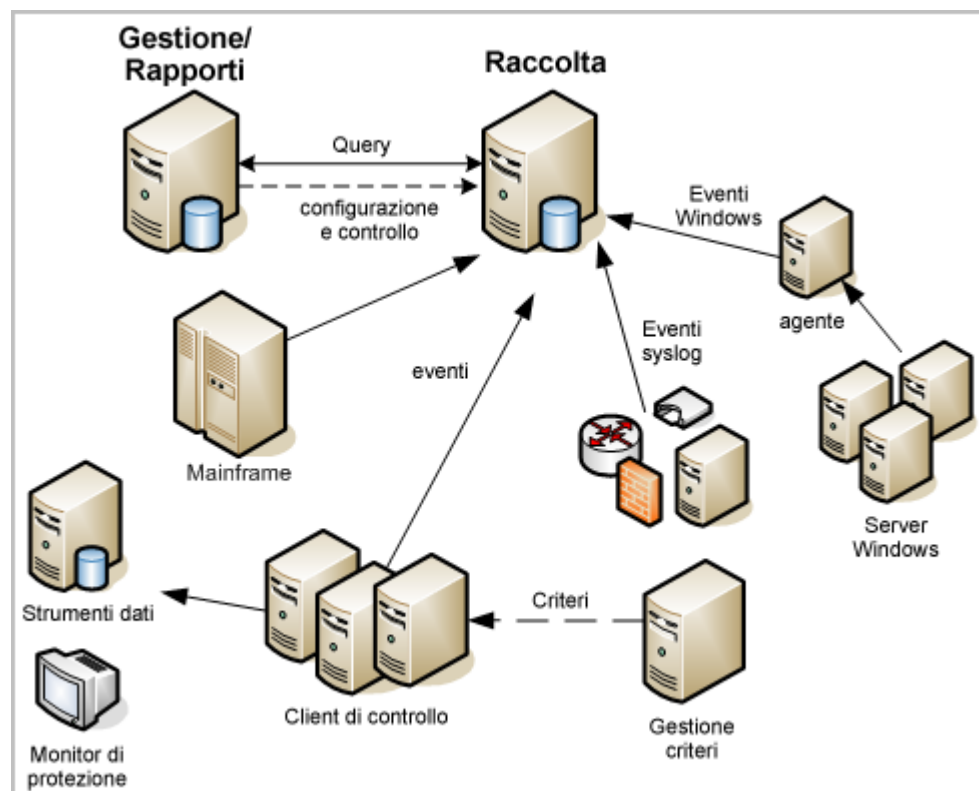 Gestione/
Rapporti
Raccolta
Query
configurazione
e controllo
Eventi
Windows
agente
Eventi
syslog
eventi
Mainframe
Server
Windows
Strumenti dati
Criteri
Client di controllo
Gestione
criteri
Monitor di
protezione